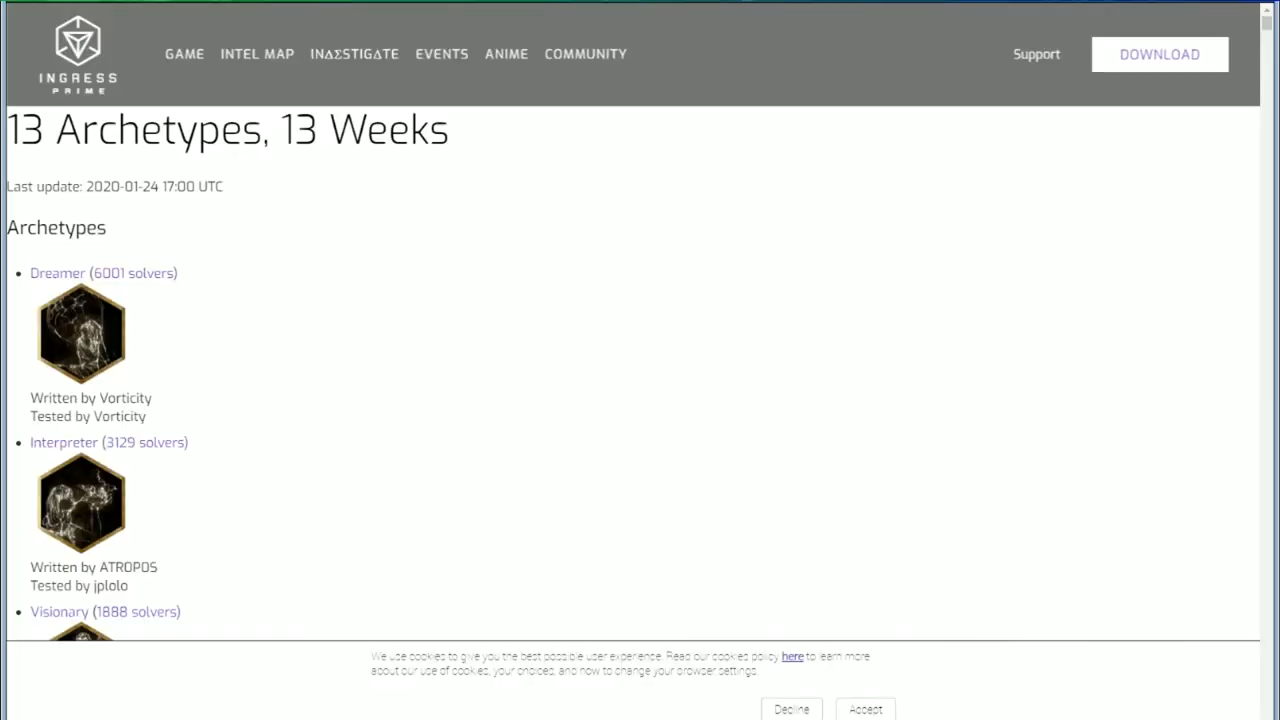 INGRESS
PRIME
GAME INTEL MAP INΔΣSTIGΔTE EVENTS ANIME COMMUNITY
Support
DOWNLOAD
13 Archetypes, 13 Weeks
Last update: 2020-01-24 17:00 UTC
Archetypes
Dreamer (6001 solvers)
Written by Vorticity
Tested by Vorticity
Interpreter (3129 solvers)
Written by ATROPOS
Tested by jplolo
Visionary (1888 solvers)
We use cookies to give you the best possible user experience. Read our cookies policy here to learn more
about our use of cookies, your choices, and how to change your browser settings.
Decline
Accept